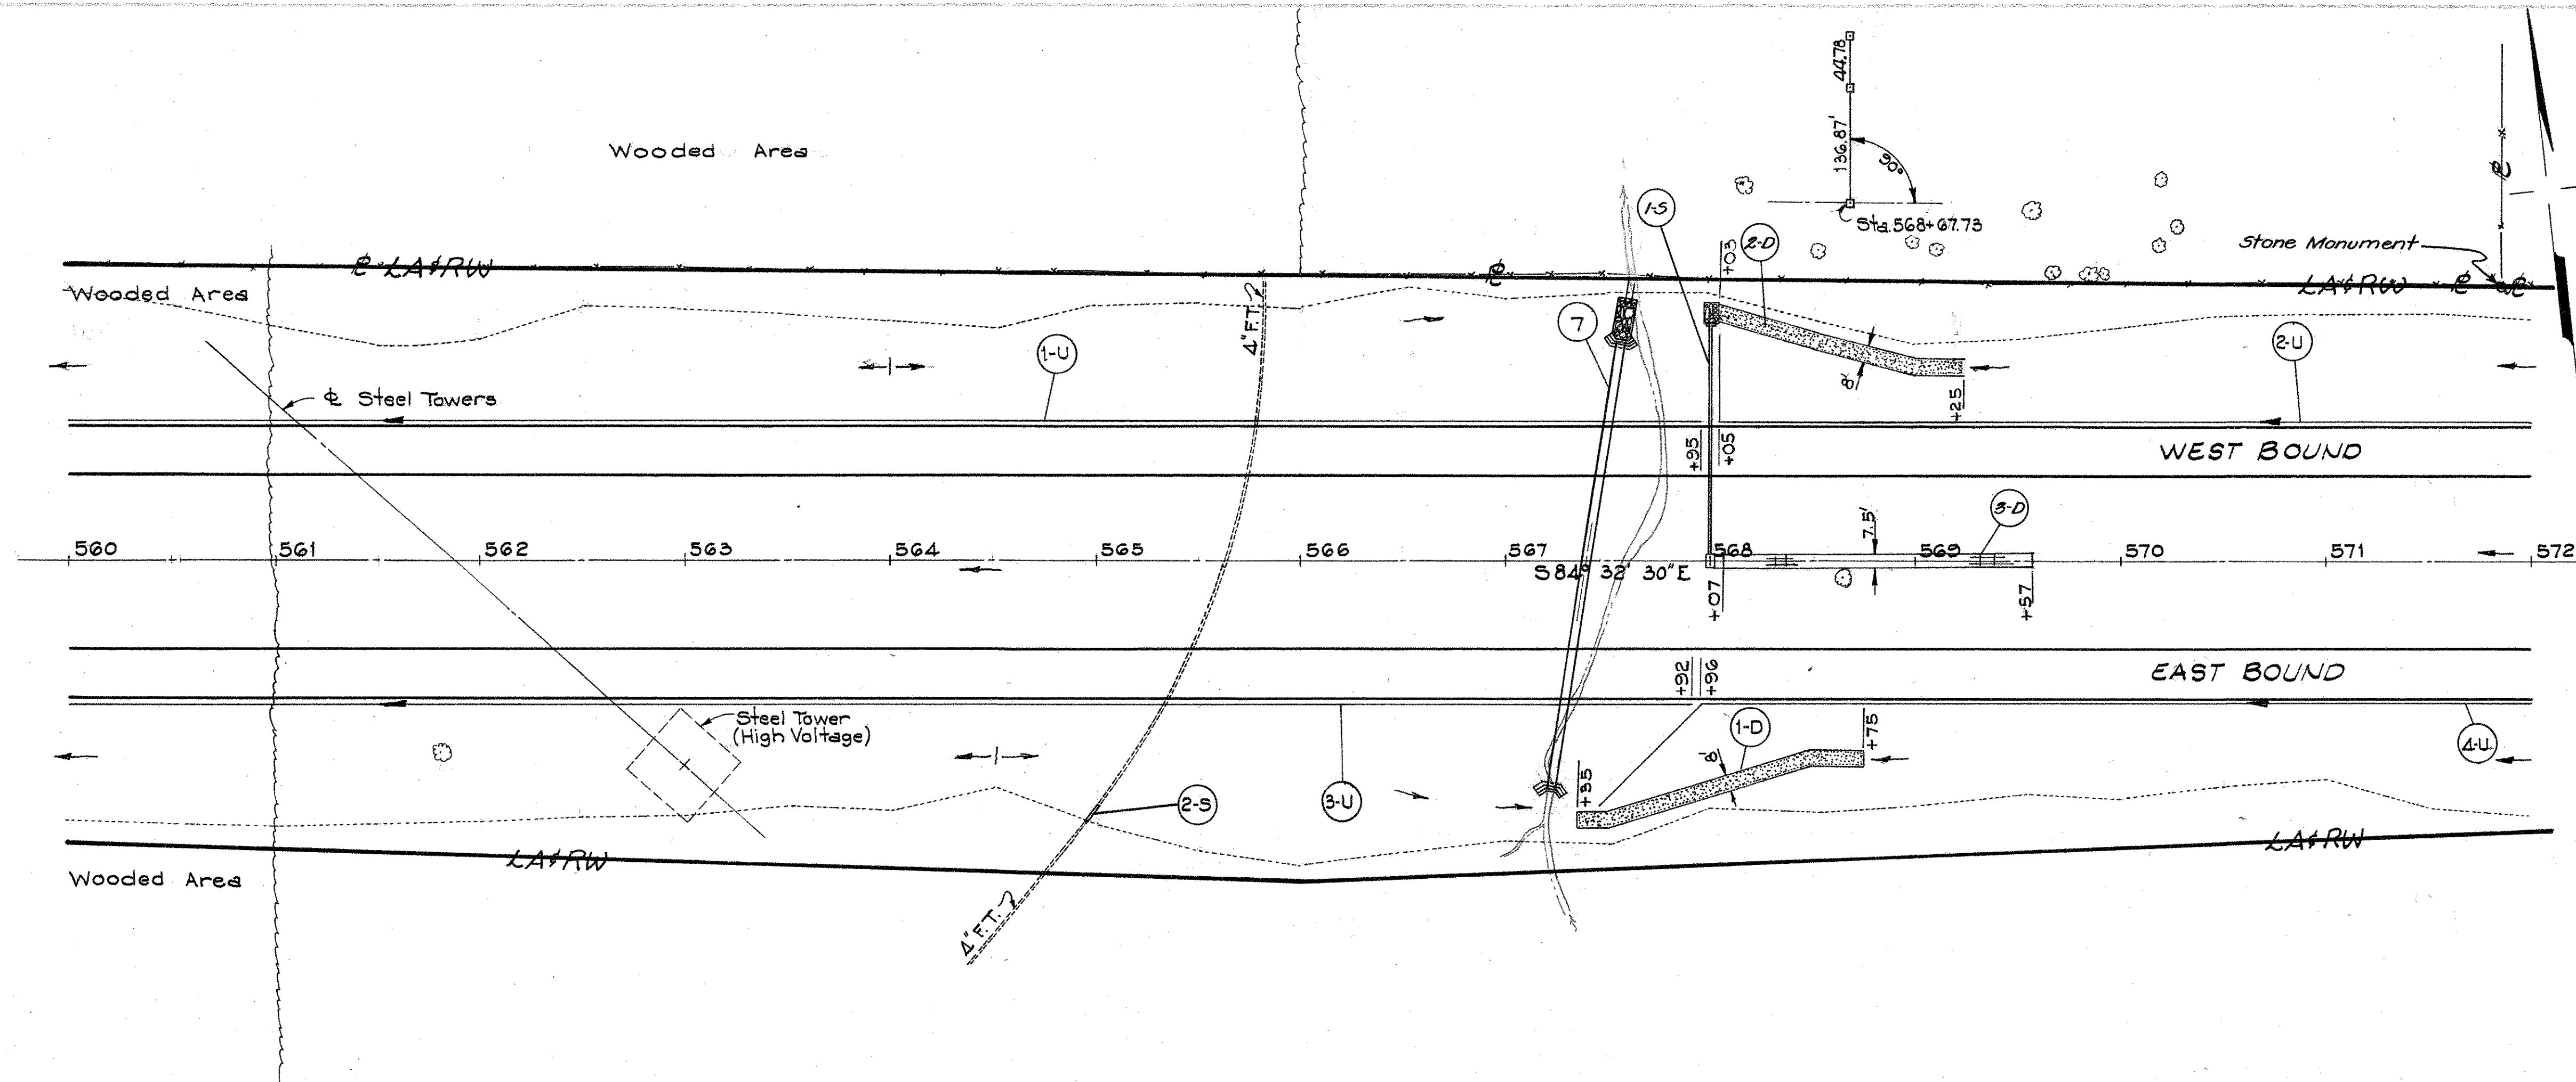 44.78
136.87'
90°
Sta. 568+67.73
Wooded Area
1-S
+03
2-D
Stone Monument
℄ LA&RW
℄
LA&RW ℄ ℄
Wooded Area
4" F.T.
7
1-U
2-U
8'
+25
℄ Steel Towers
+95
+05
WEST BOUND
3-D
7.5'
560 561 562 563 564 565 566 567 568 569 570 571 572
S 84° 32' 30" E
+07
+57
+92
+96
EAST BOUND
Steel Tower
(High Voltage)
1-D
+75
4-U
8'
+35
2-S
3-U
LA&RW
LA&RW
Wooded Area
4" F.T.